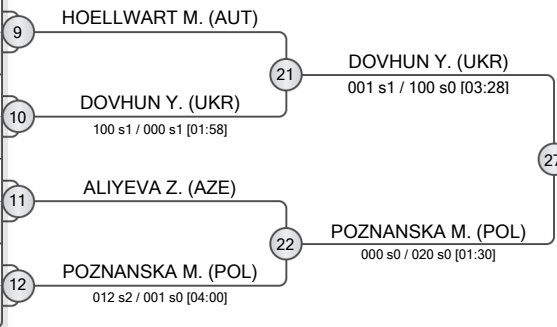 HOELLWART M. (AUT)
9
21
DOVHUN Y. (UKR)
001 s1 / 100 s0 [03:28]
DOVHUN Y. (UKR)
10
100 s1 / 000 s1 [01:58]
27
ALIYEVA Z. (AZE)
11
22
POZNANSKA M. (POL)
000 s0 / 020 s0 [01:30]
POZNANSKA M. (POL)
12
012 s2 / 001 s0 [04:00]